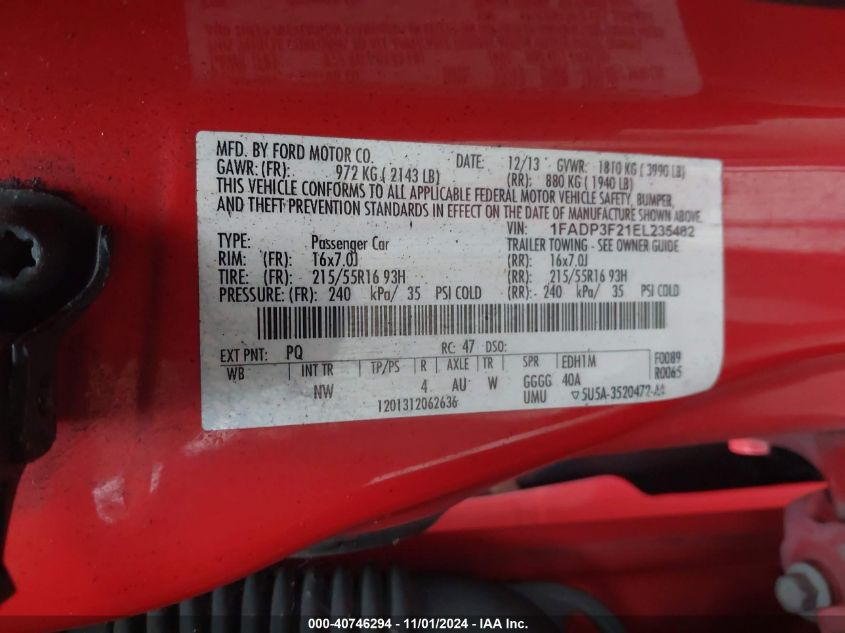 MFD. BY FORD MOTOR CO. DATE: 12/13 GVWR: 1810 KG ( 3990 LB)
GAWR: (FR): 972 KG ( 2143 LB) (RR): 880 KG ( 1940 LB)
THIS VEHICLE CONFORMS TO ALL APPLICABLE FEDERAL MOTOR VEHICLE SAFETY, BUMPER,
AND THEFT PREVENTION STANDARDS IN EFFECT ON THE DATE OF MANUFACTURE SHOWN ABOVE.
VIN: 1FADP3F21EL235482
TYPE: Passenger Car TRAILER TOWING - SEE OWNER GUIDE
RIM: (FR): 16x7.0J (RR): 16x7.0J
TIRE: (FR): 215/55R16 93H (RR): 215/55R16 93H
PRESSURE: (FR): 240 kPa/ 35 PSI COLD (RR): 240 kPa/ 35 PSI COLD
EXT PNT: PQ RC: 47 DSO:
WB INT TR TP/PS R AXLE TR SPR EDH1M F0089
NW 4 AU W GGGG 40A R0065
1201312062636 UMU 5U5A-3520472-AA
000-40746294 - 11/01/2024 - IAA Inc.